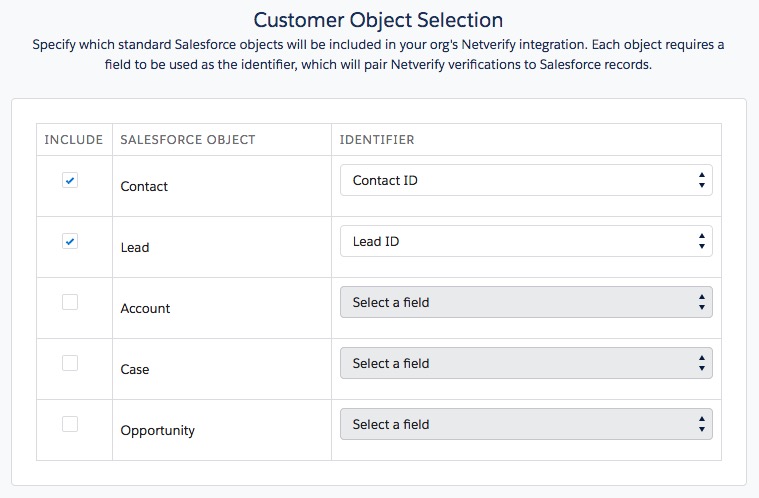 Customer Object Selection
Specify which standard Salesforce objects will be included in your org's Netverify integration. Each object requires a
field to be used as the identifier, which will pair Netverify verifications to Salesforce records.
INCLUDE SALESFORCE OBJECT IDENTIFIER
Contact Contact ID
Lead Lead ID
Account Select a field
Case Select a field
Opportunity Select a field